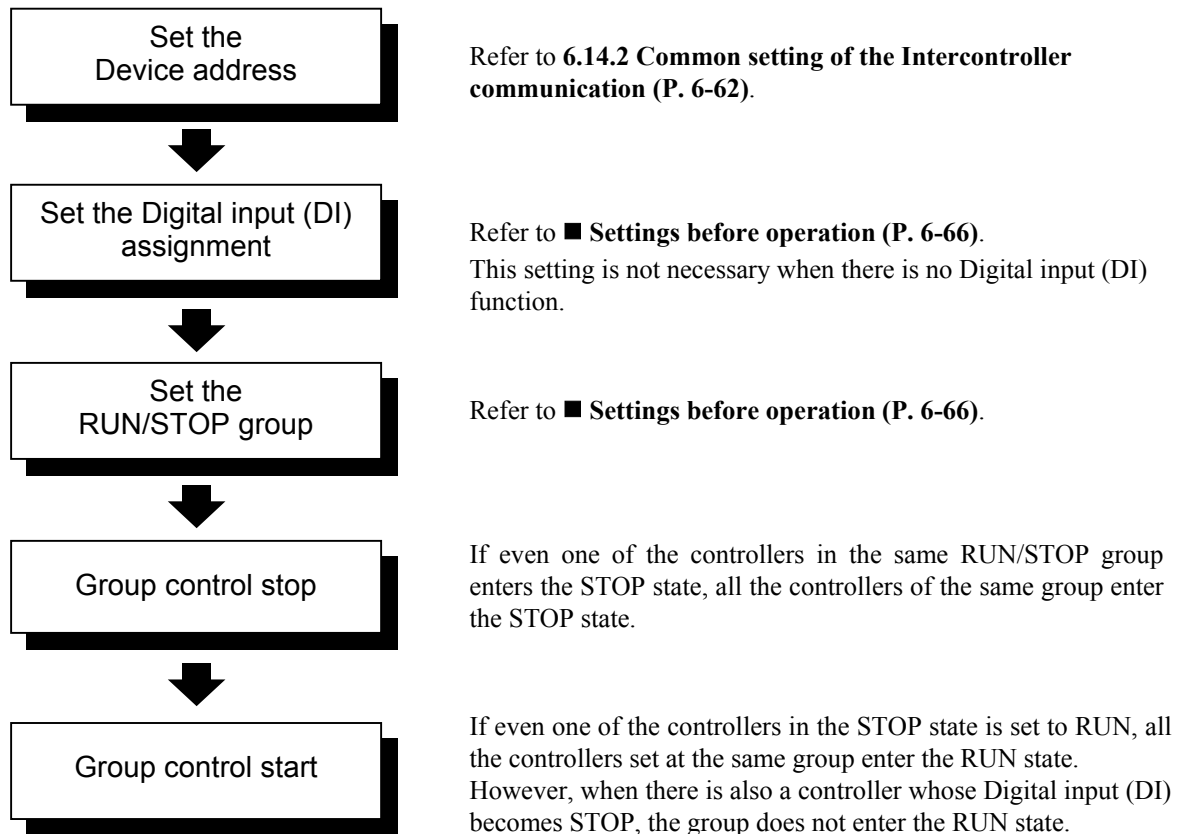 Set the
Device address
Refer to 6.14.2 Common setting of the Intercontroller
communication (P. 6-62).
Set the Digital input (DI)
assignment
Refer to ■ Settings before operation (P. 6-66).
This setting is not necessary when there is no Digital input (DI)
function.
Set the
RUN/STOP group
Refer to ■ Settings before operation (P. 6-66).
Group control stop
If even one of the controllers in the same RUN/STOP group
enters the STOP state, all the controllers of the same group enter
the STOP state.
Group control start
If even one of the controllers in the STOP state is set to RUN, all
the controllers set at the same group enter the RUN state.
However, when there is also a controller whose Digital input (DI)
becomes STOP, the group does not enter the RUN state.